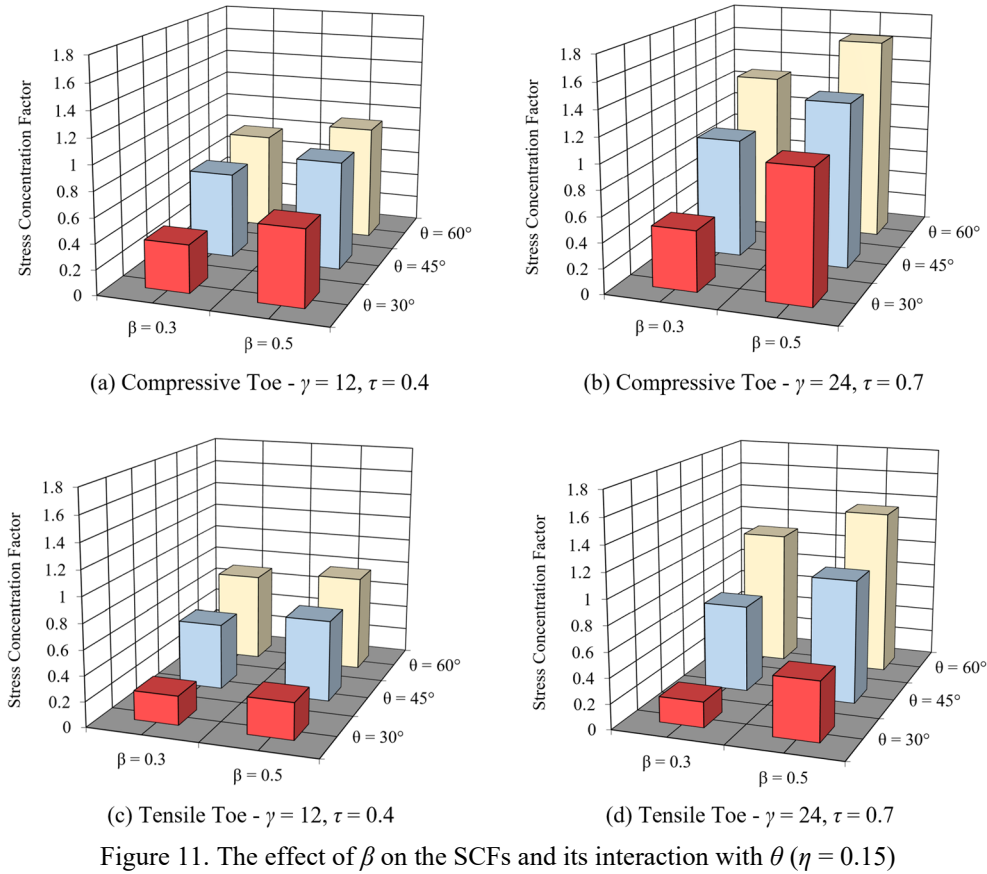 Stress Concentration Factor
1.8
1.6
1.4
1.2
1
0.8
0.6
0.4
0.2
0
β = 0.3
β = 0.5
θ = 30°
θ = 45°
θ = 60°
(a) Compressive Toe - γ = 12, τ = 0.4
Stress Concentration Factor
1.8
1.6
1.4
1.2
1
0.8
0.6
0.4
0.2
0
β = 0.3
β = 0.5
θ = 30°
θ = 45°
θ = 60°
(b) Compressive Toe - γ = 24, τ = 0.7
Stress Concentration Factor
1.8
1.6
1.4
1.2
1
0.8
0.6
0.4
0.2
0
β = 0.3
β = 0.5
θ = 30°
θ = 45°
θ = 60°
(c) Tensile Toe - γ = 12, τ = 0.4
Stress Concentration Factor
1.8
1.6
1.4
1.2
1
0.8
0.6
0.4
0.2
0
β = 0.3
β = 0.5
θ = 30°
θ = 45°
θ = 60°
(d) Tensile Toe - γ = 24, τ = 0.7
Figure 11. The effect of β on the SCFs and its interaction with θ (η = 0.15)